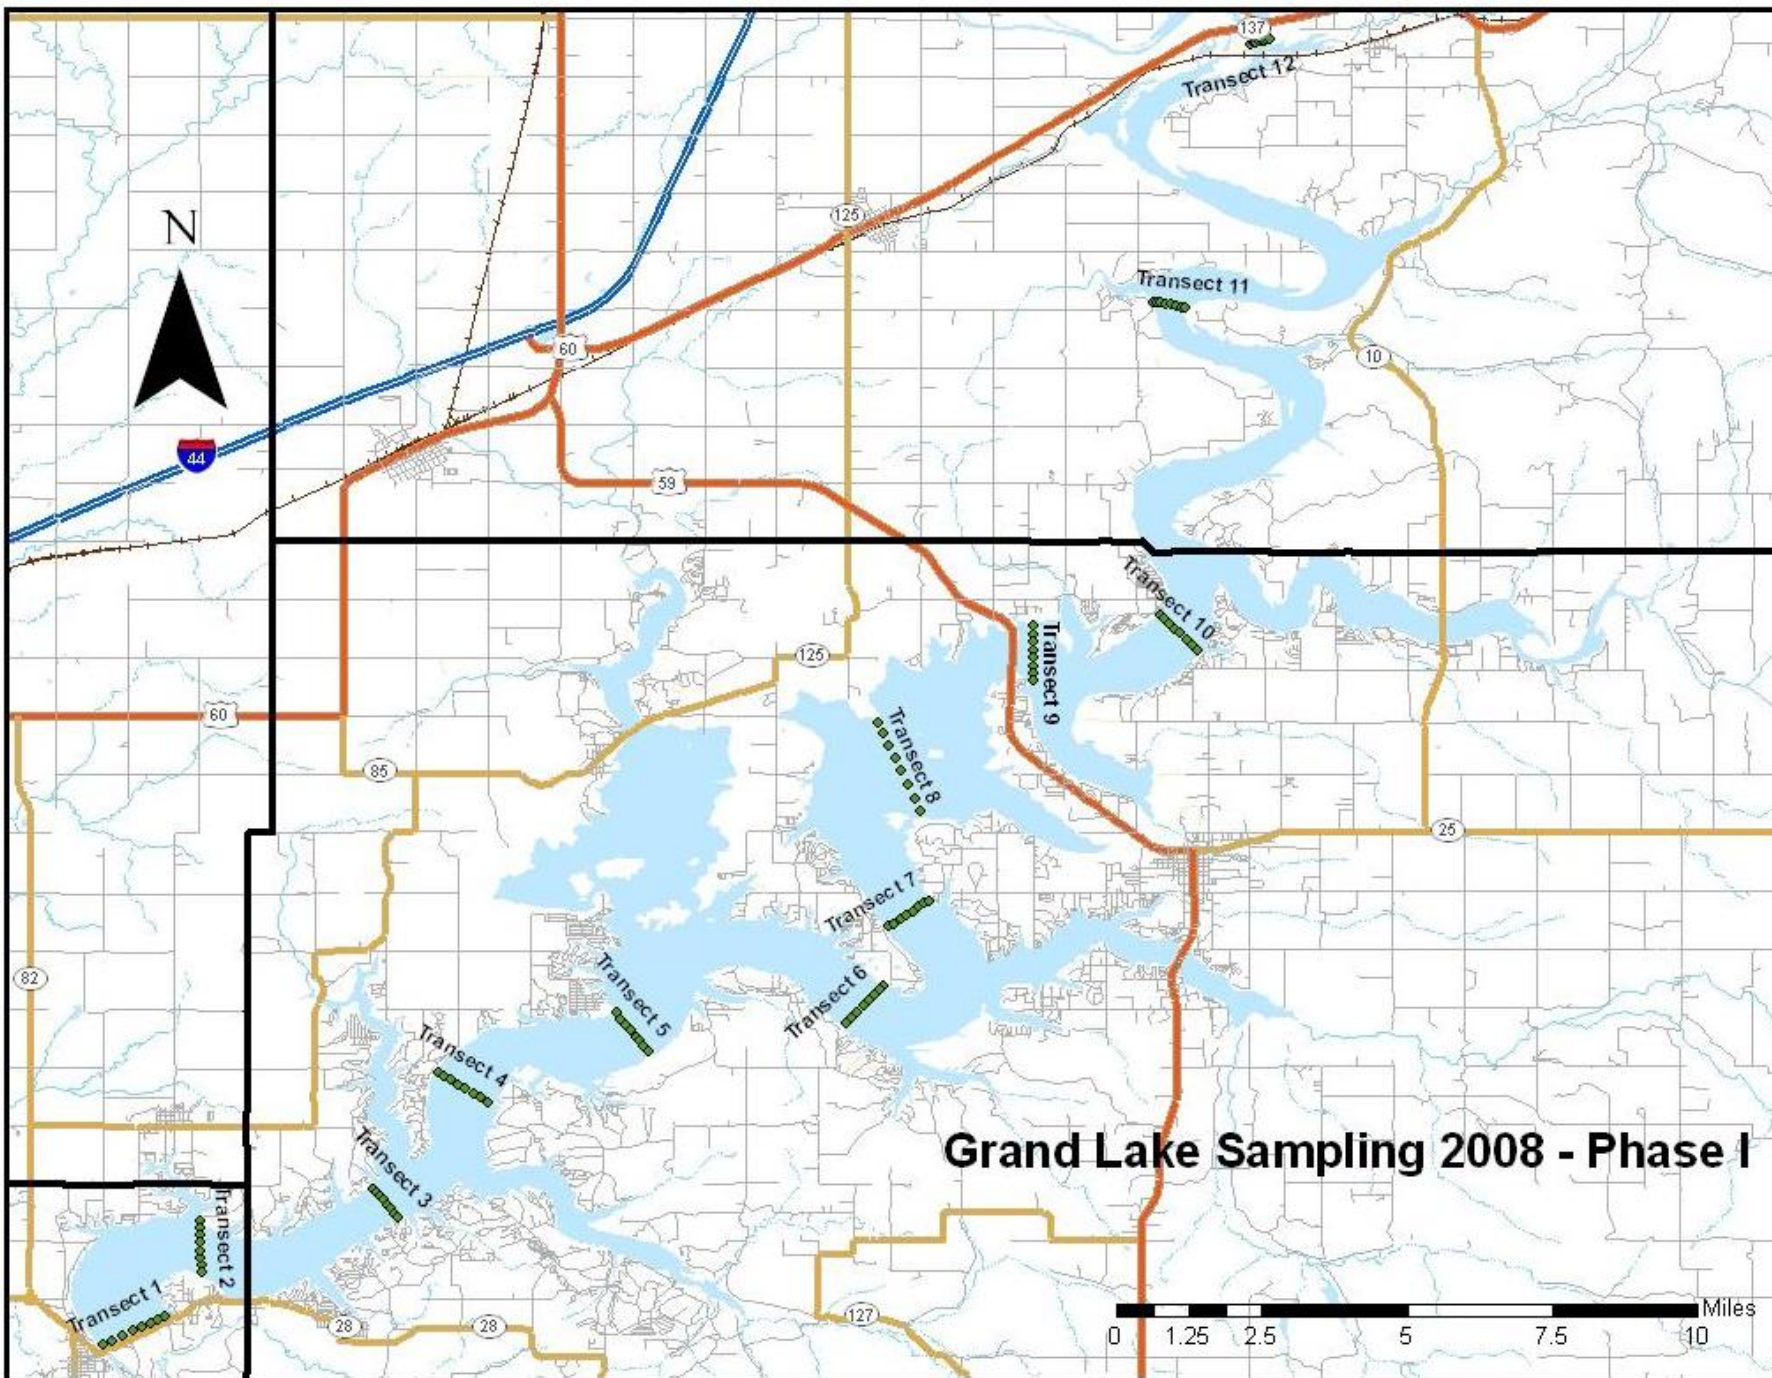 137
Transect 12
N
125
Transect 11
60
10
44
59
Transect 10
125
Transect 9
60
Transect 8
85
25
Transect 7
82
Transect 6
Transect 5
Transect 4
Grand Lake Sampling 2008 - Phase I
Transect 3
Transect 2
Transect 1
28
28
127
Miles
0 1.25 2.5 5 7.5 10